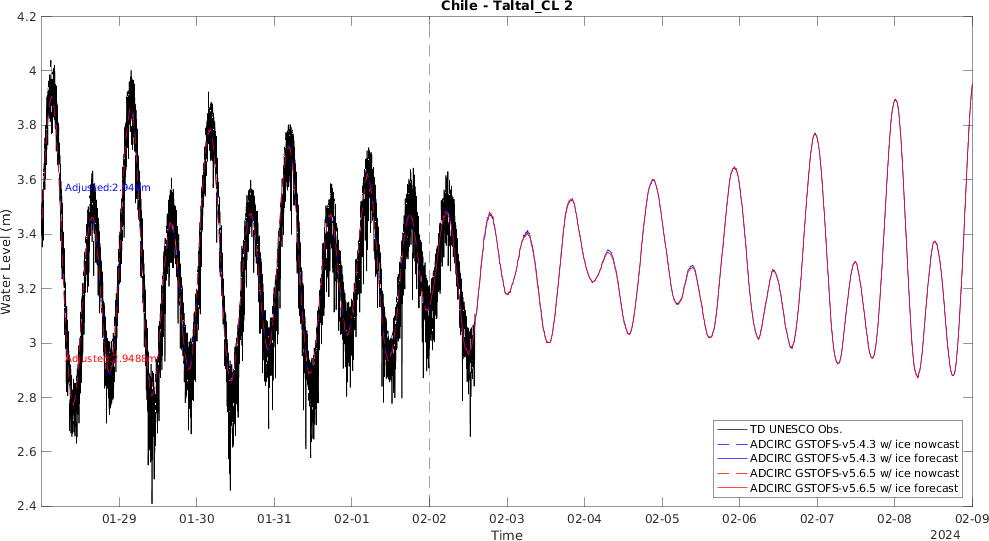 Chile - Taltal_CL 2
4.2
4
3.8
3.6
3.4
3.2
3
2.8
2.6
2.4
Water Level (m)
01-29 01-30 01-31 02-01 02-02 02-03 02-04 02-05 02-06 02-07 02-08 02-09
Time
2024
TD UNESCO Obs.
ADCIRC GSTOFS-v5.4.3 w/ ice nowcast
ADCIRC GSTOFS-v5.4.3 w/ ice forecast
ADCIRC GSTOFS-v5.6.5 w/ ice nowcast
ADCIRC GSTOFS-v5.6.5 w/ ice forecast